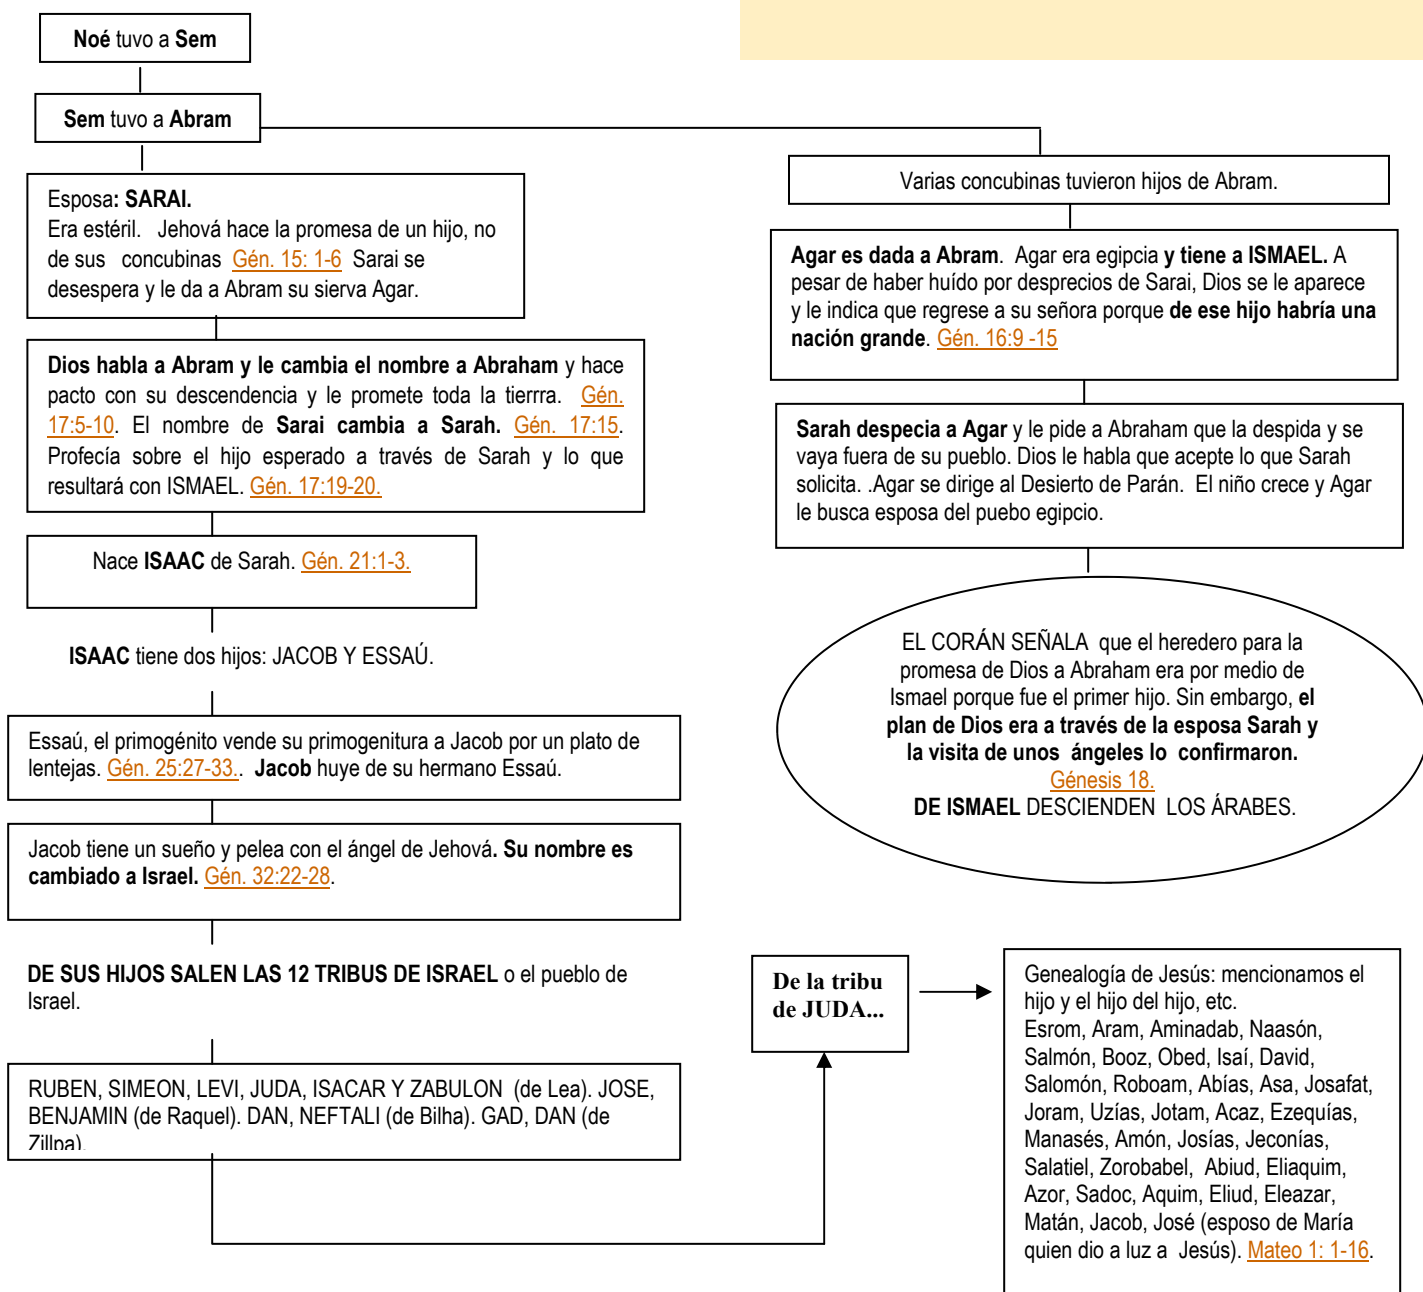 Noé tuvo a Sem
Sem tuvo a Abram
Esposa: SARAI.
Era estéril. Jehová hace la promesa de un hijo, no
de sus concubinas Gén. 15: 1-6 Sarai se
desespera y le da a Abram su sierva Agar.
Dios habla a Abram y le cambia el nombre a Abraham y hace
pacto con su descendencia y le promete toda la tierrra. Gén.
17:5-10. El nombre de Sarai cambia a Sarah. Gén. 17:15.
Profecía sobre el hijo esperado a través de Sarah y lo que
resultará con ISMAEL. Gén. 17:19-20.
Nace ISAAC de Sarah. Gén. 21:1-3.
ISAAC tiene dos hijos: JACOB Y ESSAÚ.
Essaú, el primogénito vende su primogenitura a Jacob por un plato de
lentejas. Gén. 25:27-33.. Jacob huye de su hermano Essaú.
Jacob tiene un sueño y pelea con el ángel de Jehová. Su nombre es
cambiado a Israel. Gén. 32:22-28.
DE SUS HIJOS SALEN LAS 12 TRIBUS DE ISRAEL o el pueblo de
Israel.
RUBEN, SIMEON, LEVI, JUDA, ISACAR Y ZABULON (de Lea). JOSE,
BENJAMIN (de Raquel). DAN, NEFTALI (de Bilha). GAD, DAN (de
Zillpa).
Varias concubinas tuvieron hijos de Abram.
Agar es dada a Abram. Agar era egipcia y tiene a ISMAEL. A
pesar de haber huído por desprecios de Sarai, Dios se le aparece
y le indica que regrese a su señora porque de ese hijo habría una
nación grande. Gén. 16:9 -15
Sarah despecia a Agar y le pide a Abraham que la despida y se
vaya fuera de su pueblo. Dios le habla que acepte lo que Sarah
solicita. .Agar se dirige al Desierto de Parán. El niño crece y Agar
le busca esposa del puebo egipcio.
EL CORÁN SEÑALA que el heredero para la
promesa de Dios a Abraham era por medio de
Ismael porque fue el primer hijo. Sin embargo, el
plan de Dios era a través de la esposa Sarah y
la visita de unos ángeles lo confirmaron.
Génesis 18.
DE ISMAEL DESCIENDEN LOS ÁRABES.
De la tribu
de JUDA...
Genealogía de Jesús: mencionamos el
hijo y el hijo del hijo, etc.
Esrom, Aram, Aminadab, Naasón,
Salmón, Booz, Obed, Isaí, David,
Salomón, Roboam, Abías, Asa, Josafat,
Joram, Uzías, Jotam, Acaz, Ezequías,
Manasés, Amón, Josías, Jeconías,
Salatiel, Zorobabel, Abiud, Eliaquim,
Azor, Sadoc, Aquim, Eliud, Eleazar,
Matán, Jacob, José (esposo de María
quien dio a luz a Jesús). Mateo 1: 1-16.